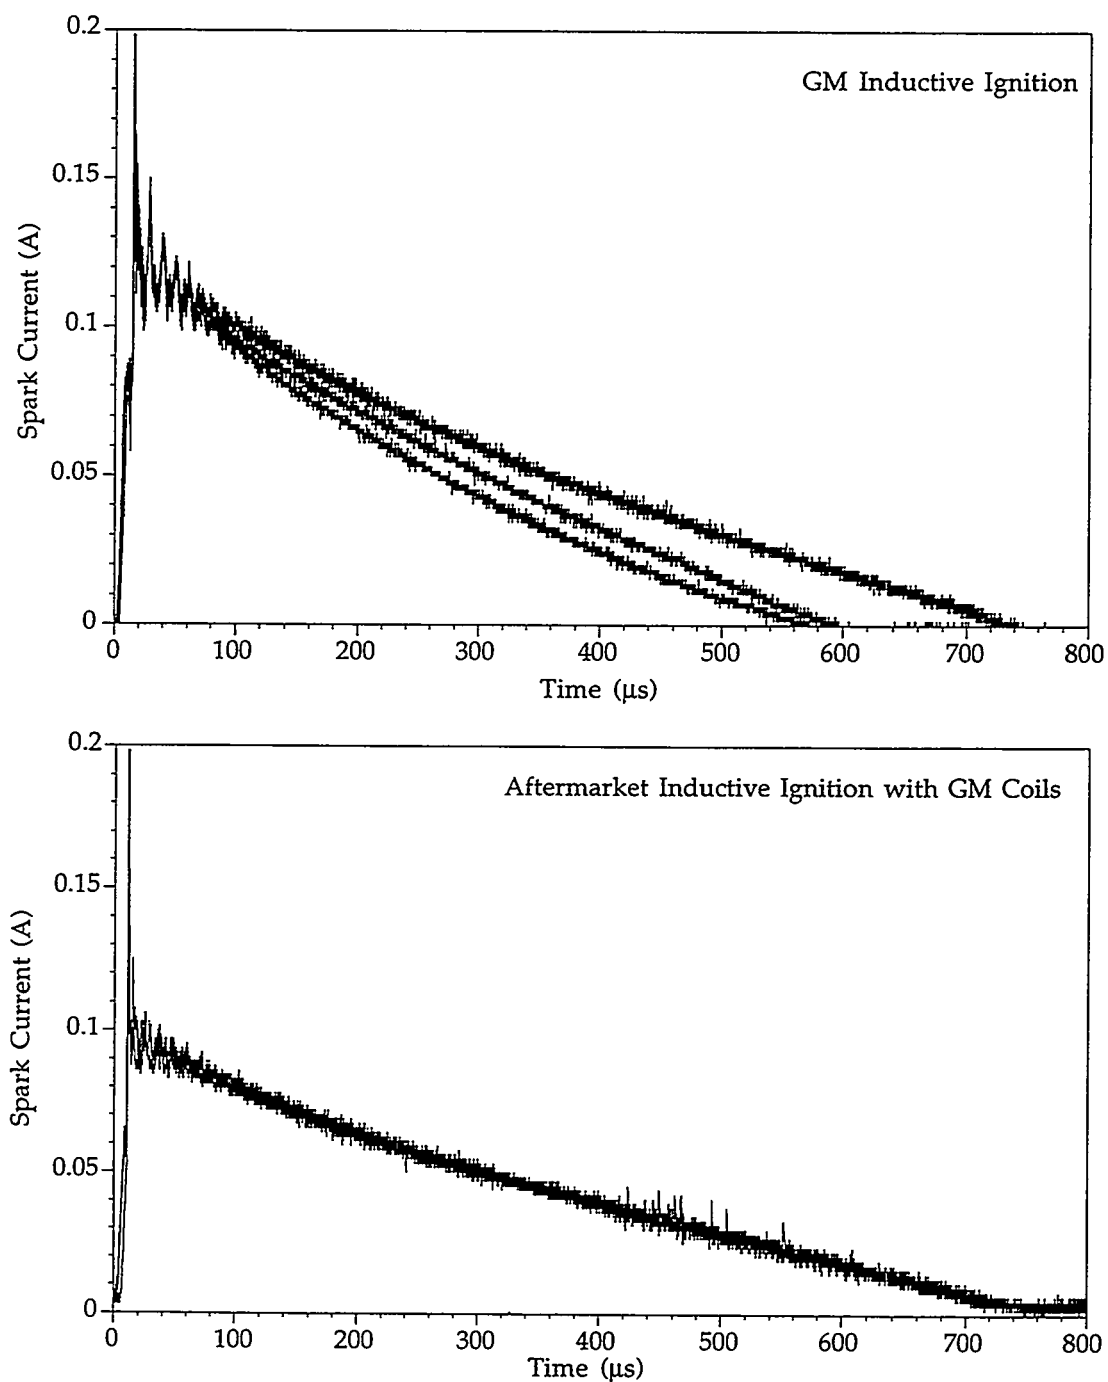 0.2
GM Inductive Ignition
0.15
Spark Current (A)
0.1
0.05
0
0 100 200 300 400 500 600 700 800
Time (µs)
0.2
Aftermarket Inductive Ignition with GM Coils
0.15
Spark Current (A)
0.1
0.05
0
0 100 200 300 400 500 600 700 800
Time (µs)